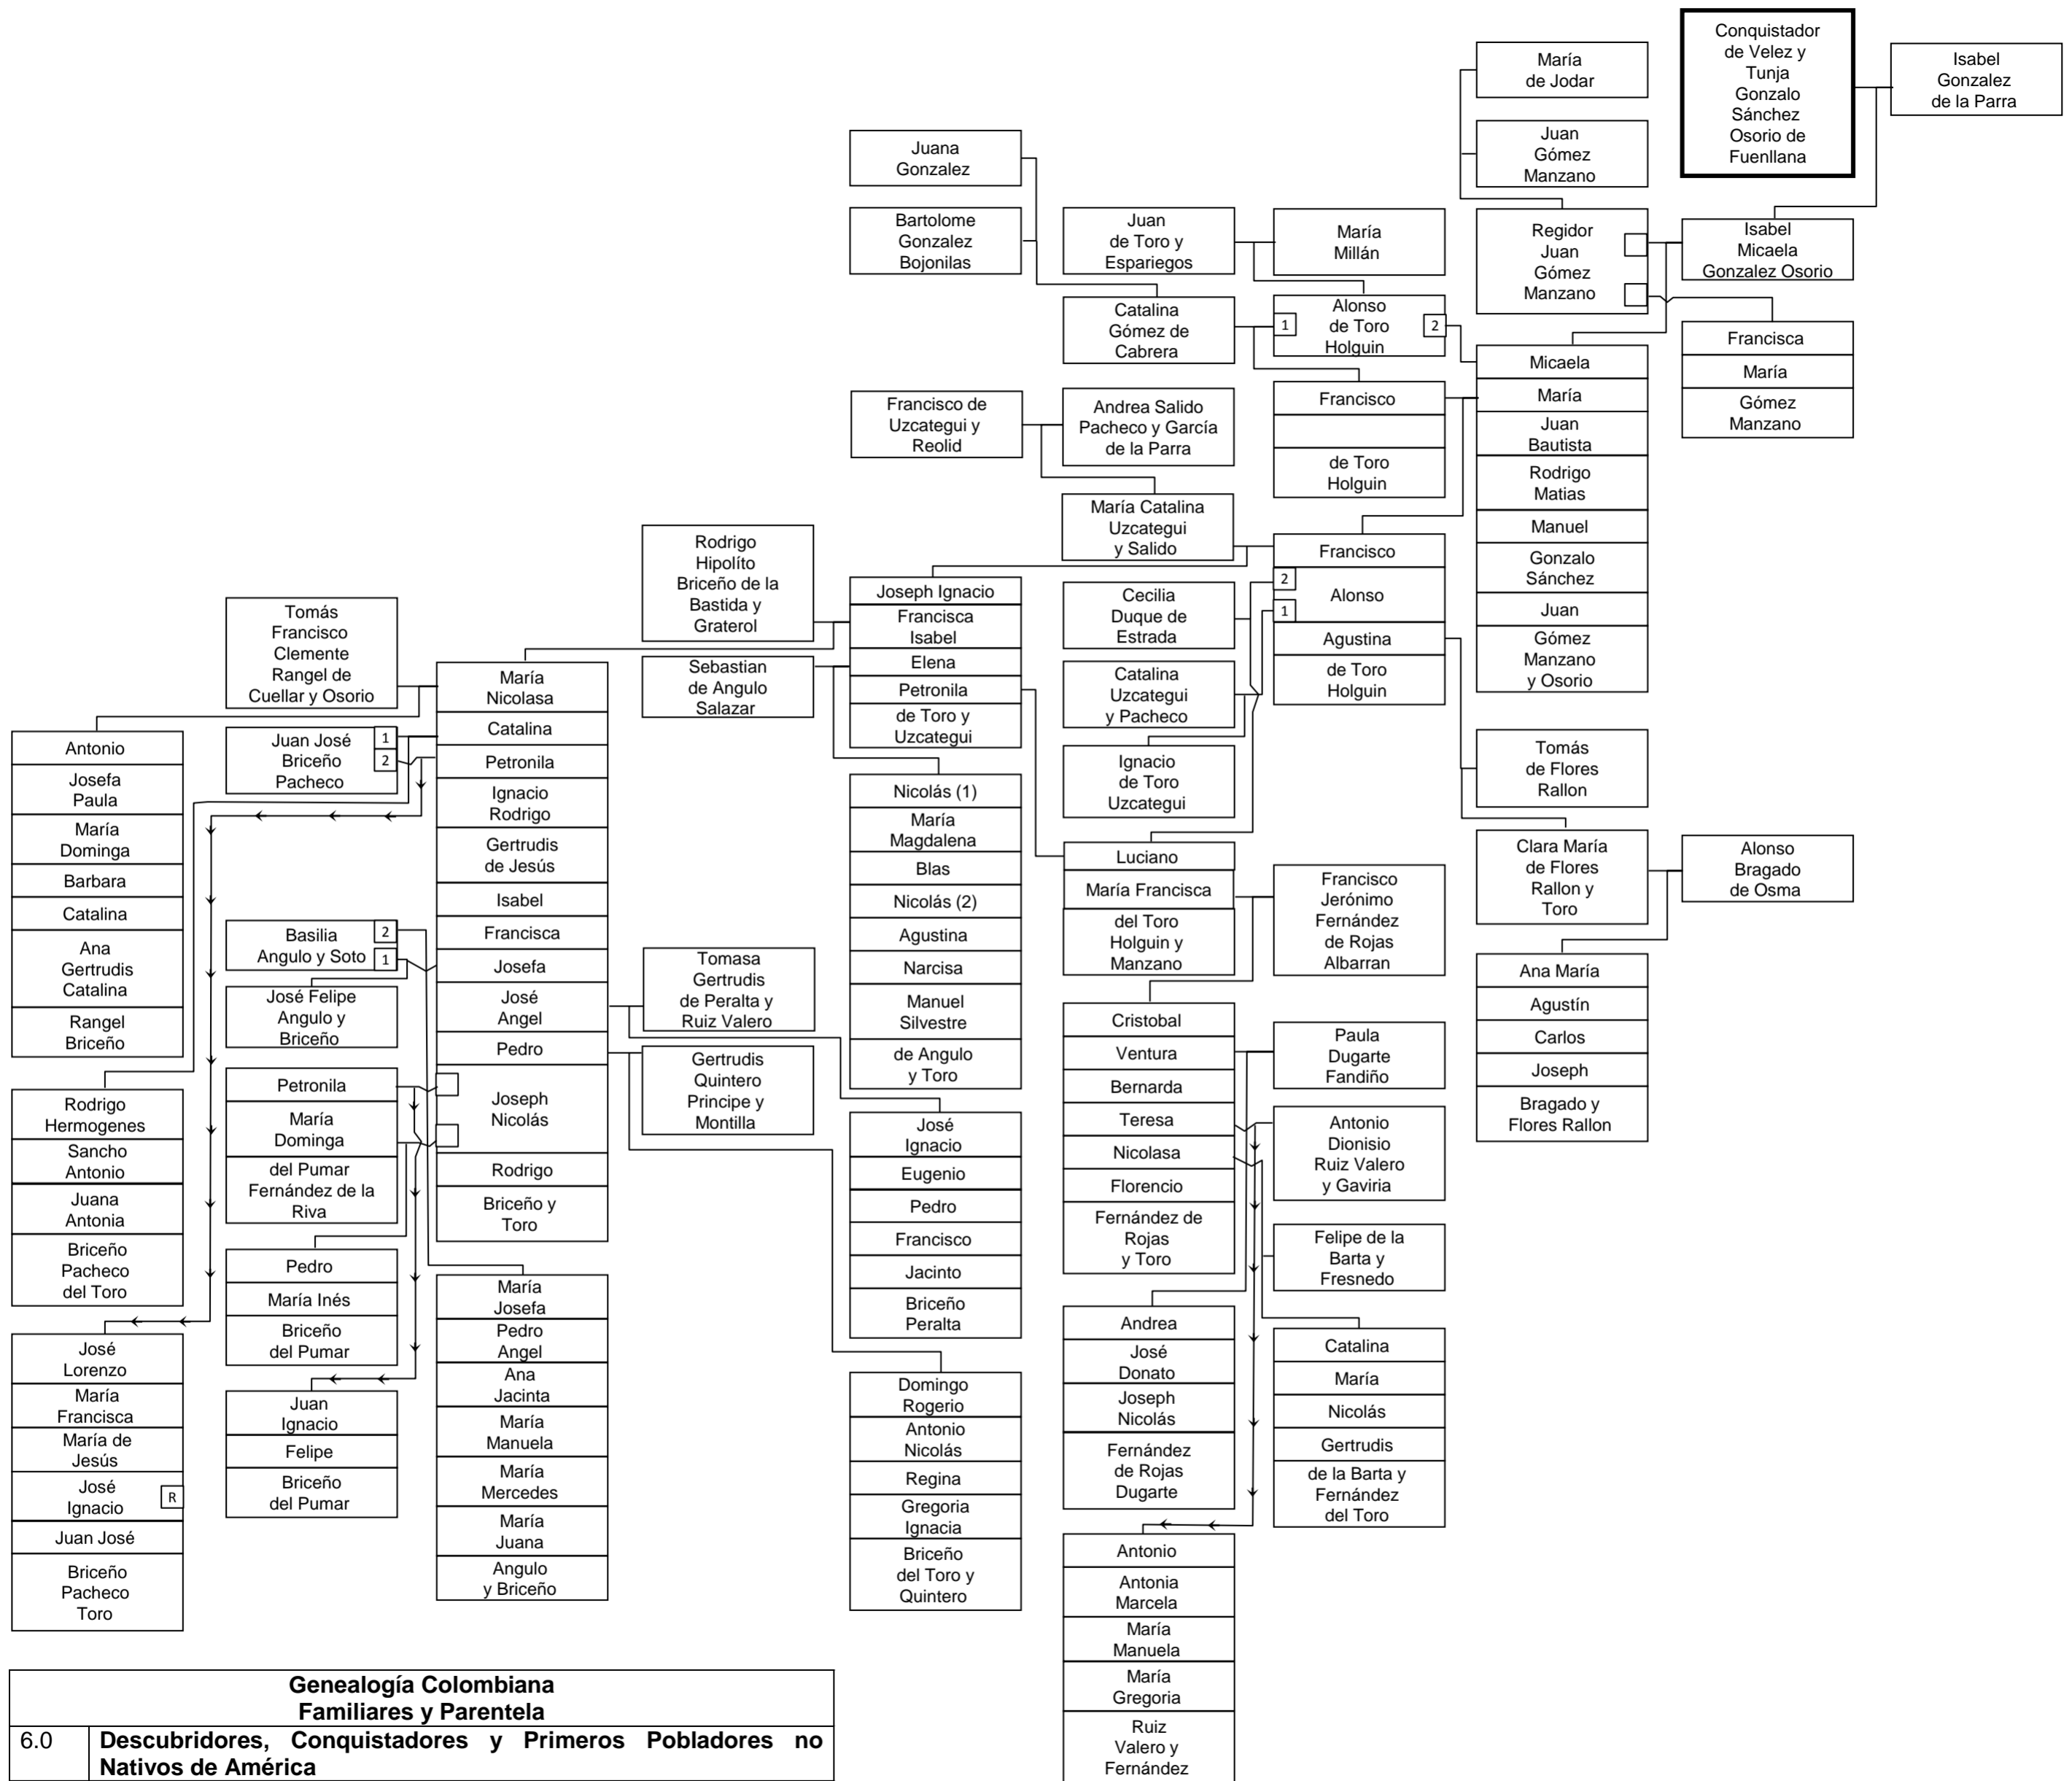 Conquistador
de Velez y
Tunja
Gonzalo
Sánchez
Osorio de
Fuenllana
Isabel
Gonzalez
de la Parra
María
de Jodar
Juan
Gómez
Manzano
Juana
Gonzalez
Bartolome
Gonzalez
Bojonilas
Juan
de Toro y
Espariegos
María
Millán
Regidor
Juan
Gómez
Manzano
Isabel
Micaela
Gonzalez Osorio
Catalina
Gómez de
Cabrera
1
Alonso
de Toro
Holguin
2
Francisca
María
Gómez
Manzano
Micaela
María
Juan
Bautista
Rodrigo
Matias
Manuel
Gonzalo
Sánchez
Juan
Gómez
Manzano
y Osorio
Francisco
de Toro
Holguin
Francisco de
Uzcategui y
Reolid
Andrea Salido
Pacheco y García
de la Parra
María Catalina
Uzcategui
y Salido
Francisco
2
Alonso
1
Agustina
de Toro
Holguin
Rodrigo
Hipolíto
Briceño de la
Bastida y
Graterol
Joseph Ignacio
Francisca
Isabel
Elena
Petronila
de Toro y
Uzcategui
Cecilia
Duque de
Estrada
Catalina
Uzcategui
y Pacheco
Ignacio
de Toro
Uzcategui
Sebastian
de Angulo
Salazar
Tomás
Francisco
Clemente
Rangel de
Cuellar y Osorio
María
Nicolasa
Catalina
Petronila
Ignacio
Rodrigo
Gertrudis
de Jesús
Isabel
Francisca
Josefa
José
Angel
Pedro
Joseph
Nicolás
Rodrigo
Briceño y
Toro
Juan José
Briceño
Pacheco
1
2
Antonio
Josefa
Paula
María
Dominga
Barbara
Catalina
Ana
Gertrudis
Catalina
Rangel
Briceño
Nicolás (1)
María
Magdalena
Blas
Nicolás (2)
Agustina
Narcisa
Manuel
Silvestre
de Angulo
y Toro
Tomás
de Flores
Rallon
Clara María
de Flores
Rallon y
Toro
Alonso
Bragado
de Osma
Luciano
María Francisca
del Toro
Holguin y
Manzano
Francisco
Jerónimo
Fernández
de Rojas
Albarran
Basilia
Angulo y Soto
2
1
José Felipe
Angulo y
Briceño
Tomasa
Gertrudis
de Peralta y
Ruiz Valero
Gertrudis
Quintero
Principe y
Montilla
Ana María
Agustín
Carlos
Joseph
Bragado y
Flores Rallon
Cristobal
Ventura
Bernarda
Teresa
Nicolasa
Florencio
Fernández de
Rojas
y Toro
Paula
Dugarte
Fandiño
Antonio
Dionisio
Ruiz Valero
y Gaviria
Felipe de la
Barta y
Fresnedo
Petronila
María
Dominga
del Pumar
Fernández de la
Riva
Rodrigo
Hermogenes
Sancho
Antonio
Juana
Antonia
Briceño
Pacheco
del Toro
José
Ignacio
Eugenio
Pedro
Francisco
Jacinto
Briceño
Peralta
Pedro
María Inés
Briceño
del Pumar
María
Josefa
Pedro
Angel
Ana
Jacinta
María
Manuela
María
Mercedes
María
Juana
Angulo
y Briceño
Andrea
José
Donato
Joseph
Nicolás
Fernández
de Rojas
Dugarte
Catalina
María
Nicolás
Gertrudis
de la Barta y
Fernández
del Toro
José
Lorenzo
María
Francisca
María de
Jesús
José
Ignacio
R
Juan José
Briceño
Pacheco
Toro
Juan
Ignacio
Felipe
Briceño
del Pumar
Domingo
Rogerio
Antonio
Nicolás
Regina
Gregoria
Ignacia
Briceño
del Toro y
Quintero
Antonio
Antonia
Marcela
María
Manuela
María
Gregoria
Ruiz
Valero y
Fernández
Genealogía Colombiana
Familiares y Parentela
6.0 Descubridores, Conquistadores y Primeros Pobladores no
Nativos de América